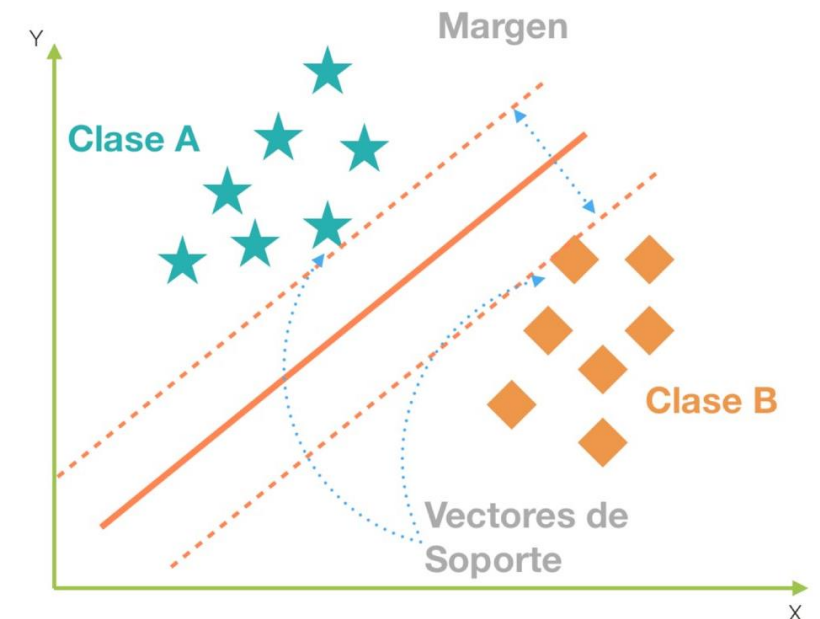 Margen
Y
Clase A
Clase B
Vectores de
Soporte
X